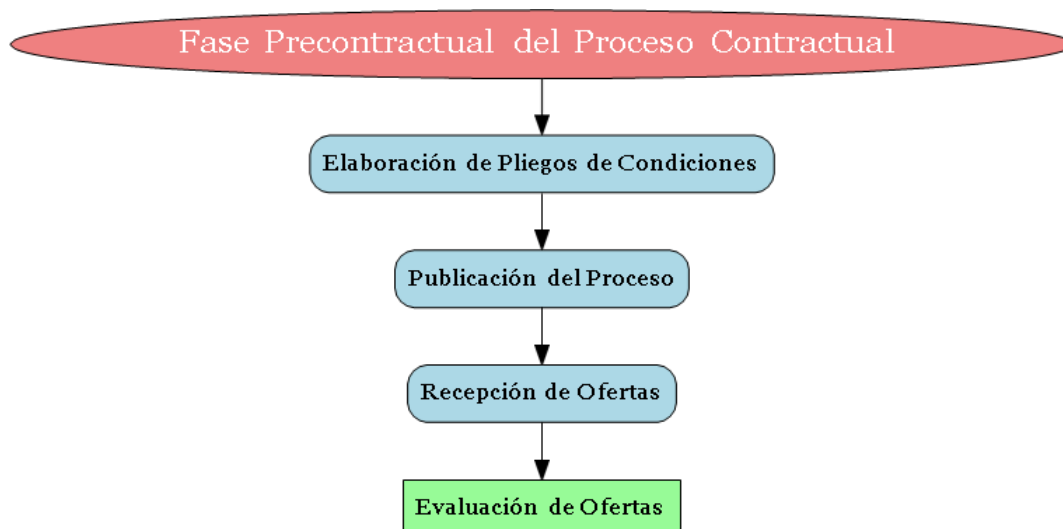 Fase Precontractual del Proceso Contractual
Elaboración de Pliegos de Condiciones
Publicación del Proceso
Recepción de Ofertas
Evaluación de Ofertas